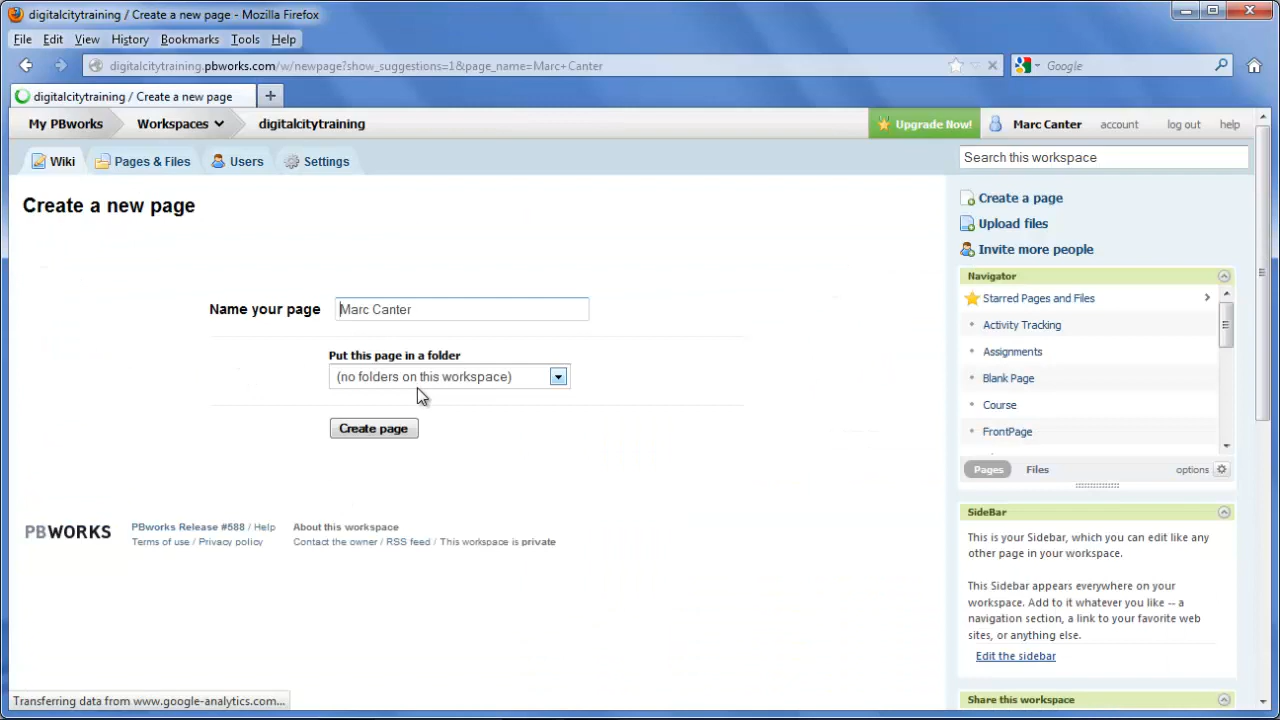 digitalcitytraining / Create a new page - Mozilla Firefox
File Edit View History Bookmarks Tools Help
digitalcitytraining.pbworks.com/w/newpage?show_suggestions=1&page_name=Marc+Canter
Google
digitalcitytraining / Create a new page
My PBworks Workspaces digitalcitytraining Upgrade Now! Marc Canter account log out help
Wiki Pages & Files Users Settings Search this workspace
Create a new page
Name your page Marc Canter
Put this page in a folder
(no folders on this workspace)
Create page
PBWORKS
PBworks Release #588 / Help
Terms of use / Privacy policy
About this workspace
Contact the owner / RSS feed / This workspace is private
Create a page
Upload files
Invite more people
Navigator
Starred Pages and Files
Activity Tracking
Assignments
Blank Page
Course
FrontPage
Pages Files options
SideBar
This is your Sidebar, which you can edit like any
other page in your workspace.
This Sidebar appears everywhere on your
workspace. Add to it whatever you like -- a
navigation section, a link to your favorite web
sites, or anything else.
Edit the sidebar
Share this workspace
Transferring data from www.google-analytics.com...